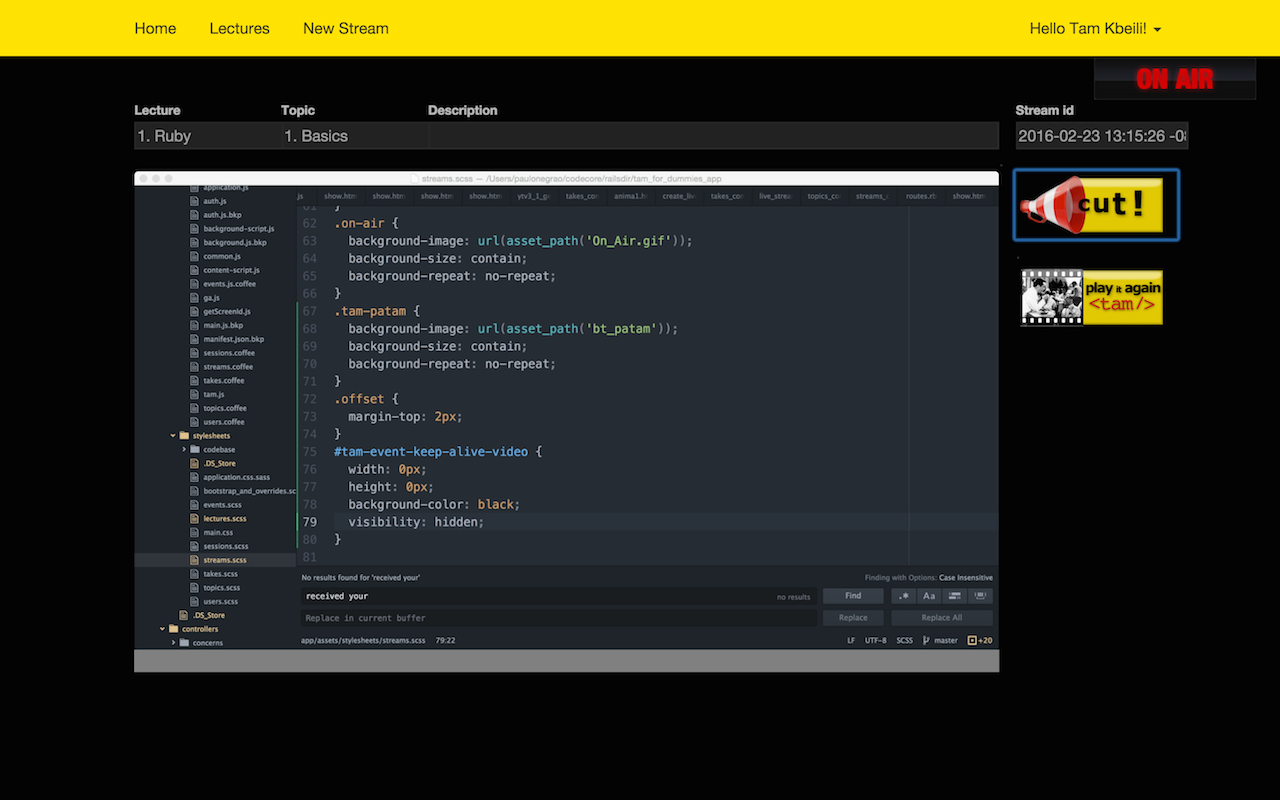 Home Lectures New Stream Hello Tam Kbeili!
ON AIR
Lecture Topic Description Stream id
1. Ruby 1. Basics 2016-02-23 13:15:26
streams.scss — /Users/paulonegrao/codecore/railsdir/tam_for_dummies_app
application.js
auth.js
auth.js.bkp
background-script.js
background.js.bkp
common.js
content-script.js
events.js.coffee
ga.js
getScreenId.js
main.js.bkp
manifest.json.bkp
sessions.coffee
streams.coffee
takes.coffee
tam.js
topics.coffee
users.coffee
stylesheets
codebase
.DS_Store
application.css.sass
bootstrap_and_overrides.sc
events.scss
lectures.scss
main.css
sessions.scss
streams.scss
takes.scss
topics.scss
users.scss
.DS_Store
controllers
concerns
js show.htm show.htm show.htm show.htm ytv3_1_g takes_co anima1.h create_liv takes_co live_strea topics_co streams_ routes.rb show.htm
61 }
62 .on-air {
63 background-image: url(asset_path('On_Air.gif'));
64 background-size: contain;
65 background-repeat: no-repeat;
66 }
67 .tam-patam {
68 background-image: url(asset_path('bt_patam'));
69 background-size: contain;
70 background-repeat: no-repeat;
71 }
72 .offset {
73 margin-top: 2px;
74 }
75 #tam-event-keep-alive-video {
76 width: 0px;
77 height: 0px;
78 background-color: black;
79 visibility: hidden;
80 }
81
No results found for 'received your' Finding with Options: Case Insensitive
received your no results Find .* Aa
Replace in current buffer Replace Replace All
app/assets/stylesheets/streams.scss 79:22 LF UTF-8 SCSS master +20
cut!
play it again
<tam/>